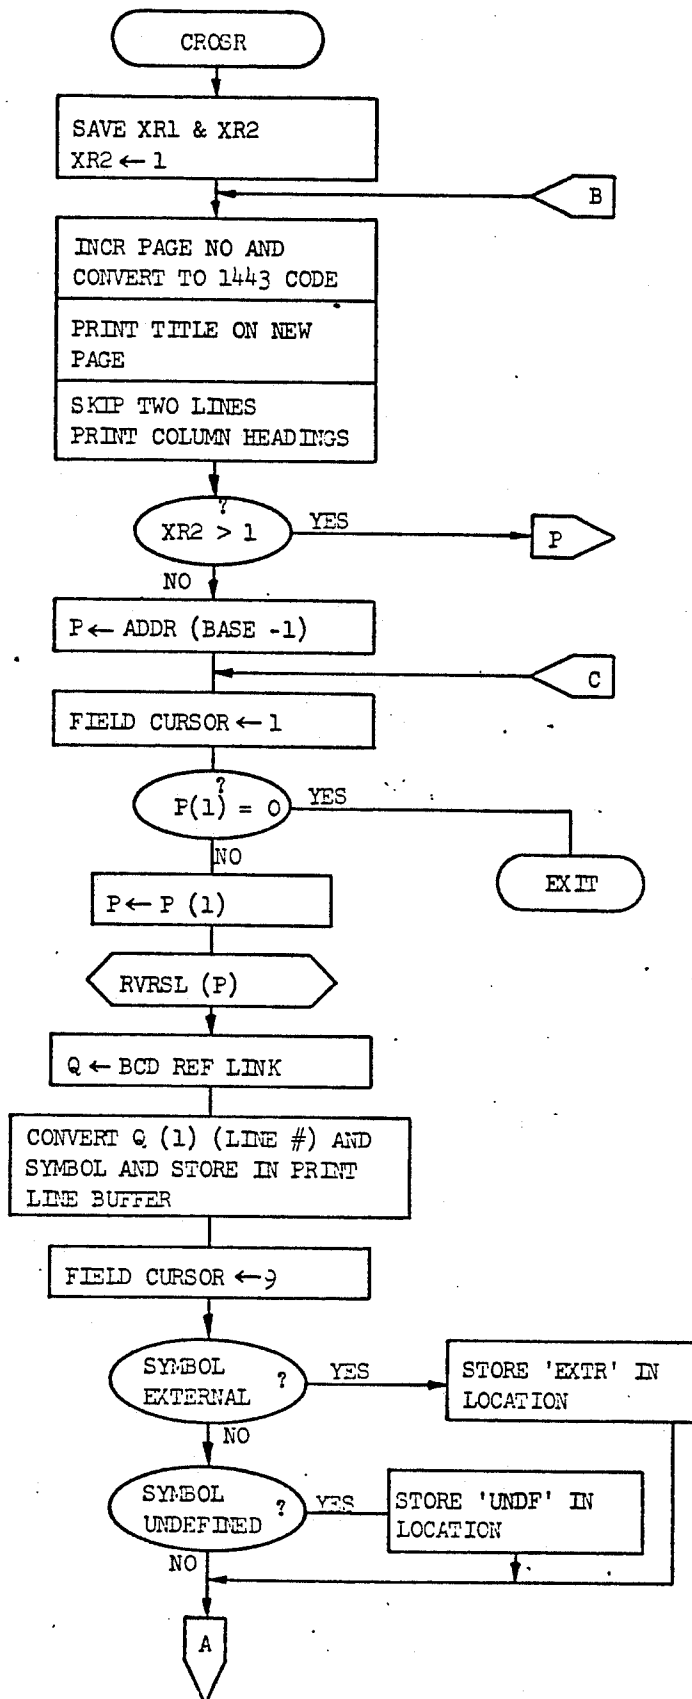 CROSR
SAVE XR1 & XR2
XR2 ← 1
B
INCR PAGE NO AND
CONVERT TO 1443 CODE
PRINT TITLE ON NEW
PAGE
SKIP TWO LINES
PRINT COLUMN HEADINGS
?
XR2 > 1
YES
P
NO
P ← ADDR (BASE -1)
C
FIELD CURSOR ← 1
?
P(1) = 0
YES
NO
EXIT
P ← P (1)
RVRSL (P)
Q ← BCD REF LINK
CONVERT Q (1) (LINE #) AND
SYMBOL AND STORE IN PRINT
LINE BUFFER
FIELD CURSOR ← 9
SYMBOL
EXTERNAL ?
YES
STORE 'EXTR' IN
LOCATION
NO
SYMBOL
UNDEFINED ?
YES
STORE 'UNDF' IN
LOCATION
NO
A